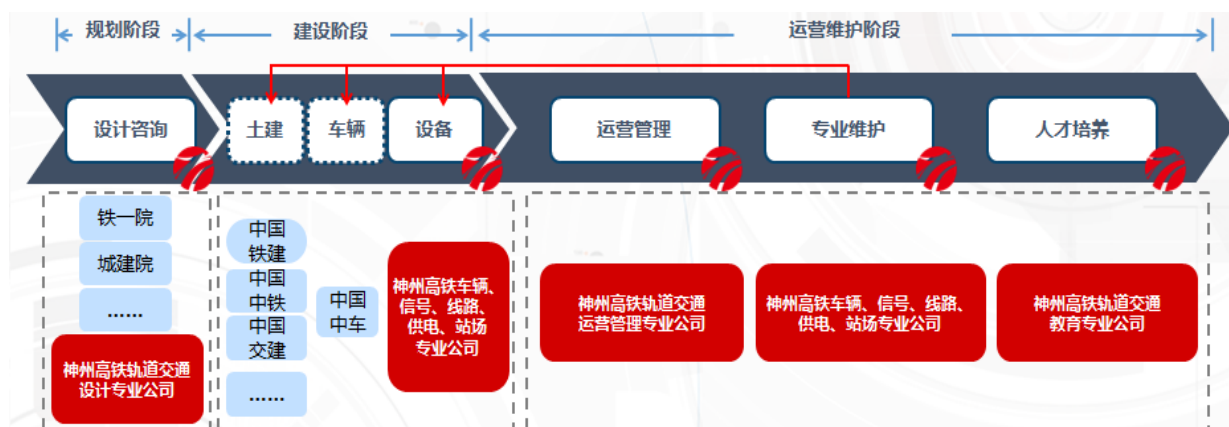 规划阶段
建设阶段
运营维护阶段
设计咨询
土建
车辆
设备
运营管理
专业维护
人才培养
铁一院
城建院
......
神州高铁轨道交通
设计专业公司
中国
铁建
中国
中铁
中国
交建
......
中国
中车
神州高铁车辆、
信号、线路、
供电、站场
专业公司
神州高铁轨道交通
运营管理专业公司
神州高铁车辆、信号、线路、
供电、站场专业公司
神州高铁轨道交通
教育专业公司